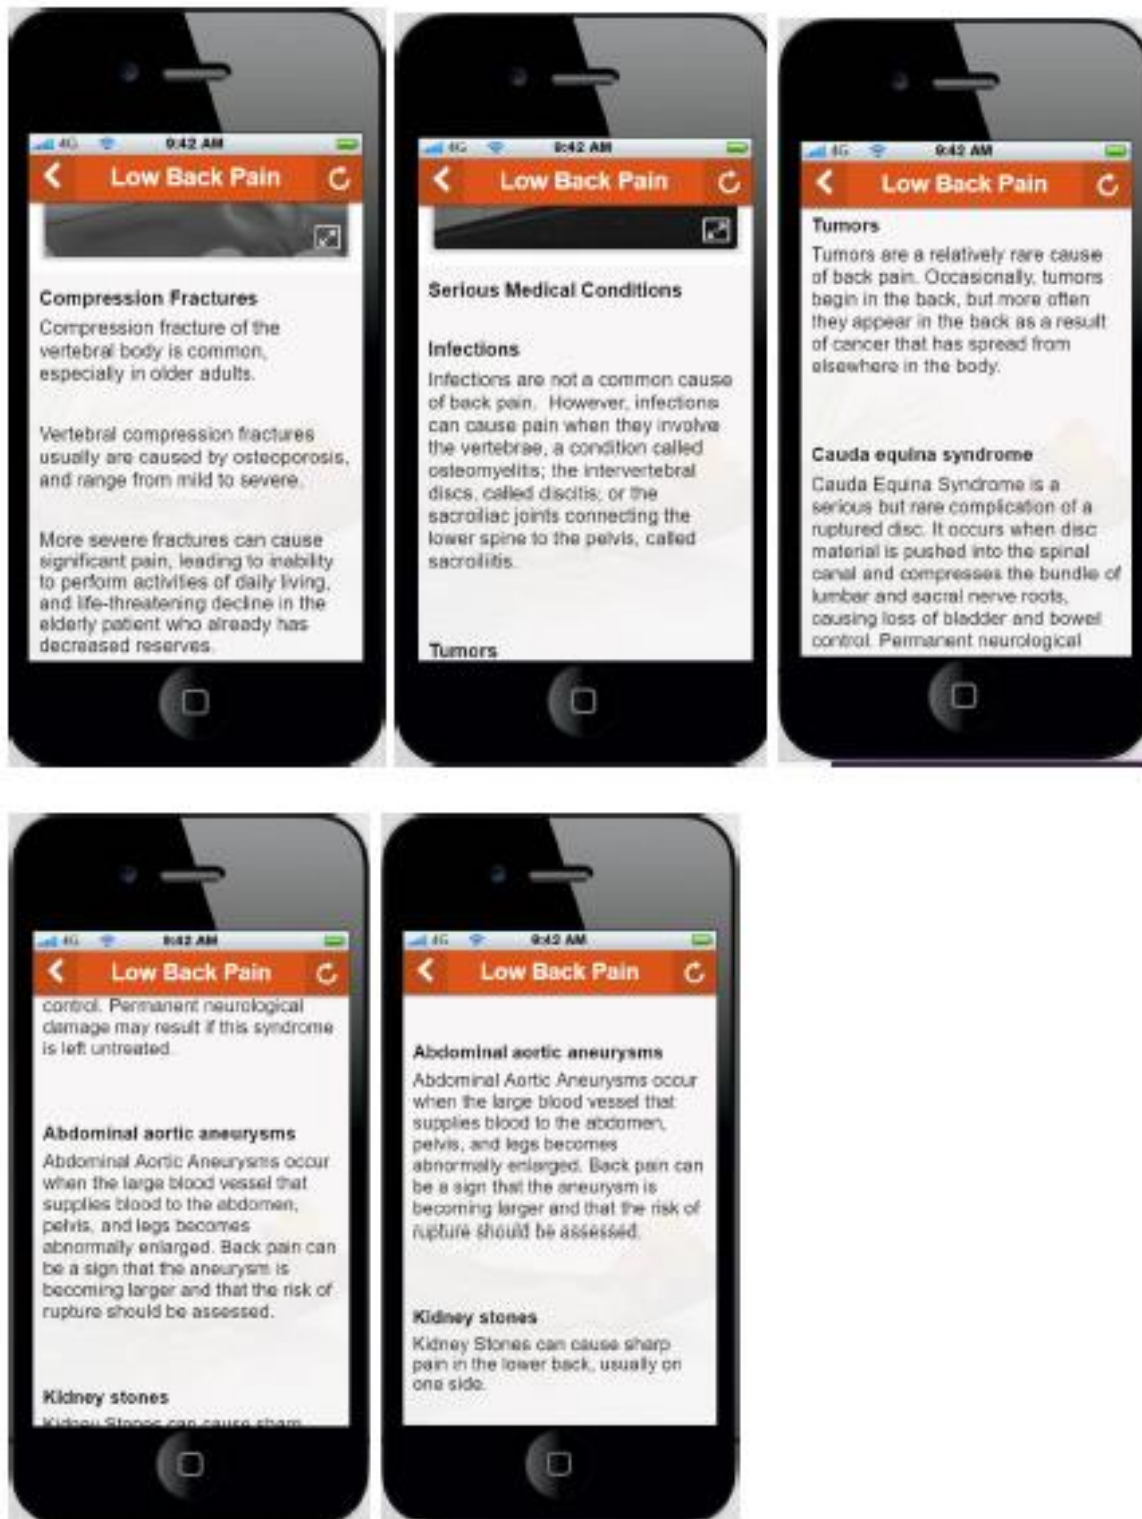 4G 9:42 AM
Low Back Pain
Compression Fractures
Compression fracture of the
vertebral body is common,
especially in older adults.
Vertebral compression fractures
usually are caused by osteoporosis,
and range from mild to severe.
More severe fractures can cause
significant pain, leading to inability
to perform activities of daily living,
and life-threatening decline in the
elderly patient who already has
decreased reserves.
4G 9:42 AM
Low Back Pain
Serious Medical Conditions
Infections
Infections are not a common cause
of back pain. However, infections
can cause pain when they involve
the vertebrae, a condition called
osteomyelitis; the intervertebral
discs, called discitis; or the
sacroiliac joints connecting the
lower spine to the pelvis, called
sacroiliitis.
Tumors
4G 9:42 AM
Low Back Pain
Tumors
Tumors are a relatively rare cause
of back pain. Occasionally, tumors
begin in the back, but more often
they appear in the back as a result
of cancer that has spread from
elsewhere in the body.
Cauda equina syndrome
Cauda Equina Syndrome is a
serious but rare complication of a
ruptured disc. It occurs when disc
material is pushed into the spinal
canal and compresses the bundle of
lumbar and sacral nerve roots,
causing loss of bladder and bowel
control. Permanent neurological
4G 9:42 AM
Low Back Pain
control. Permanent neurological
damage may result if this syndrome
is left untreated.
Abdominal aortic aneurysms
Abdominal Aortic Aneurysms occur
when the large blood vessel that
supplies blood to the abdomen,
pelvis, and legs becomes
abnormally enlarged. Back pain can
be a sign that the aneurysm is
becoming larger and that the risk of
rupture should be assessed.
Kidney stones
Kidney Stones can cause sharp
4G 9:42 AM
Low Back Pain
Abdominal aortic aneurysms
Abdominal Aortic Aneurysms occur
when the large blood vessel that
supplies blood to the abdomen,
pelvis, and legs becomes
abnormally enlarged. Back pain can
be a sign that the aneurysm is
becoming larger and that the risk of
rupture should be assessed.
Kidney stones
Kidney Stones can cause sharp
pain in the lower back, usually on
one side.